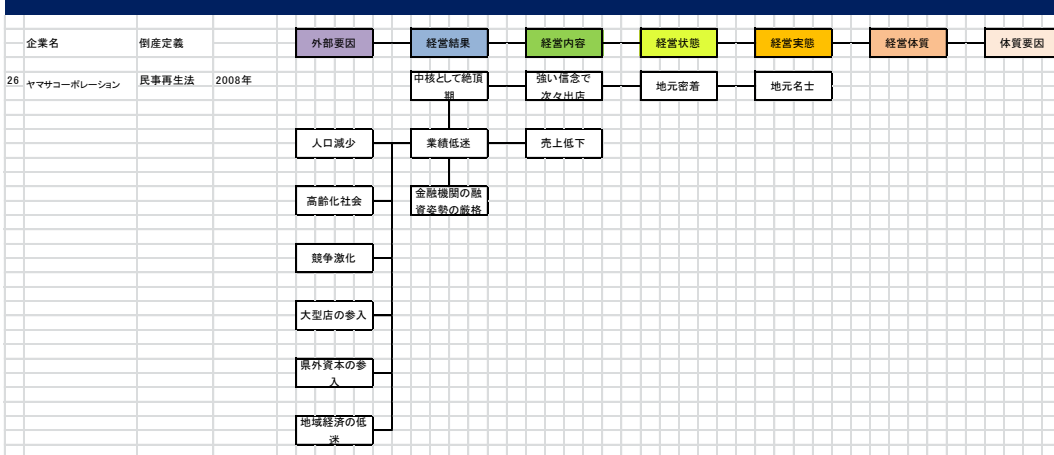 企業名 倒産定義 外部要因 経営結果 経営内容 経営状態 経営実態 経営体質 体質要因
26 ヤマサコーポレーション 民事再生法 2008年
中核として絶頂
期
強い信念で
次々出店
地元密着
地元名士
人口減少
業績低迷
売上低下
高齢化社会
金融機関の融
資姿勢の厳格
競争激化
大型店の参入
県外資本の参
入
地域経済の低
迷